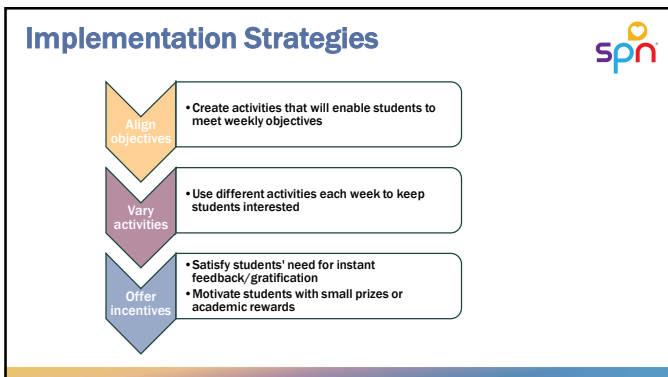 Implementation Strategies
spn
Align
objectives
•Create activities that will enable students to
meet weekly objectives
Vary
activities
•Use different activities each week to keep
students interested
Offer
incentives
•Satisfy students' need for instant
feedback/gratification
•Motivate students with small prizes or
academic rewards